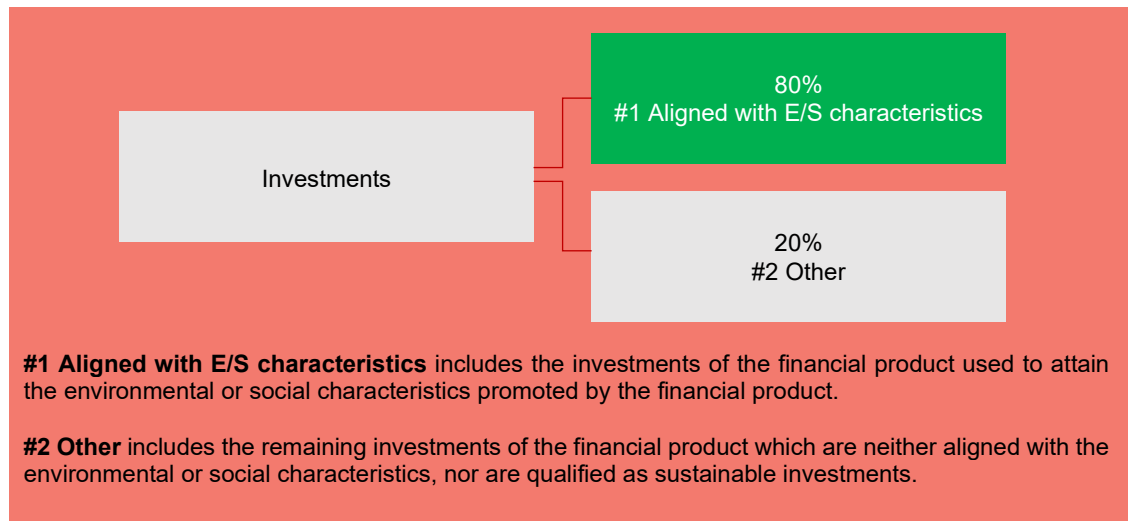 80%
#1 Aligned with E/S characteristics
Investments
20%
#2 Other
#1 Aligned with E/S characteristics includes the investments of the financial product used to attain
the environmental or social characteristics promoted by the financial product.
#2 Other includes the remaining investments of the financial product which are neither aligned with the
environmental or social characteristics, nor are qualified as sustainable investments.